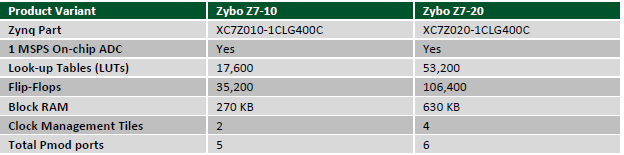 Product Variant Zybo Z7-10 Zybo Z7-20
Zynq Part XC7Z010-1CLG400C XC7Z020-1CLG400C
1 MSPS On-chip ADC Yes Yes
Look-up Tables (LUTs) 17,600 53,200
Flip-Flops 35,200 106,400
Block RAM 270 KB 630 KB
Clock Management Tiles 2 4
Total Pmod ports 5 6